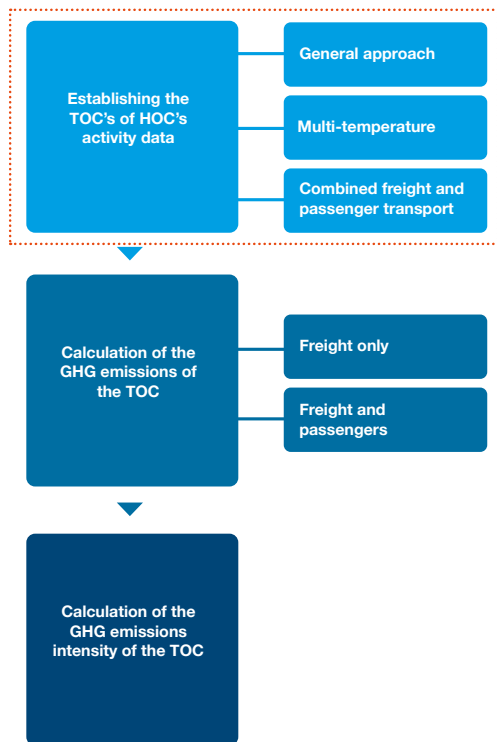 Establishing the
TOC's of HOC's
activity data
General approach
Multi-temperature
Combined freight and
passenger transport
Calculation of the
GHG emissions of
the TOC
Freight only
Freight and
passengers
Calculation of the
GHG emissions
intensity of the TOC